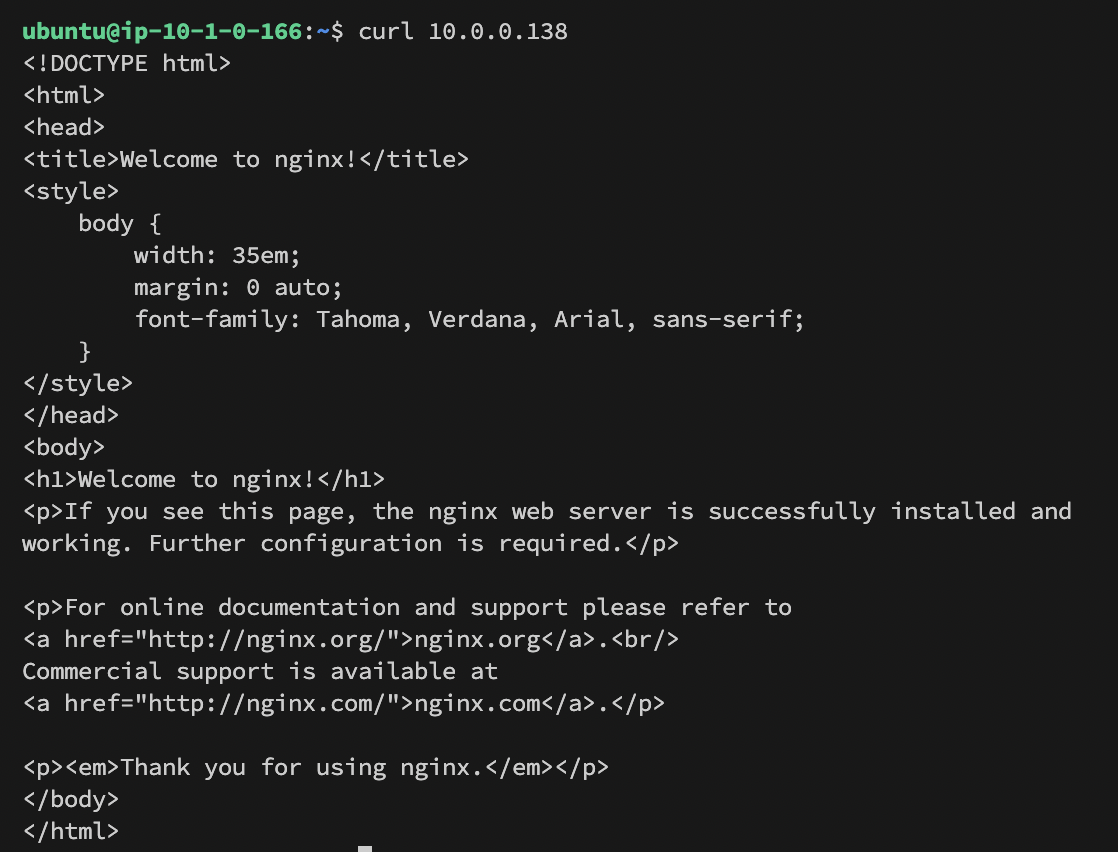 ubuntu@ip-10-1-0-166:~$ curl 10.0.0.138
<!DOCTYPE html>
<html>
<head>
<title>Welcome to nginx!</title>
<style>
    body {
        width: 35em;
        margin: 0 auto;
        font-family: Tahoma, Verdana, Arial, sans-serif;
    }
</style>
</head>
<body>
<h1>Welcome to nginx!</h1>
<p>If you see this page, the nginx web server is successfully installed and
working. Further configuration is required.</p>

<p>For online documentation and support please refer to
<a href="http://nginx.org/">nginx.org</a>.<br/>
Commercial support is available at
<a href="http://nginx.com/">nginx.com</a>.</p>

<p><em>Thank you for using nginx.</em></p>
</body>
</html>